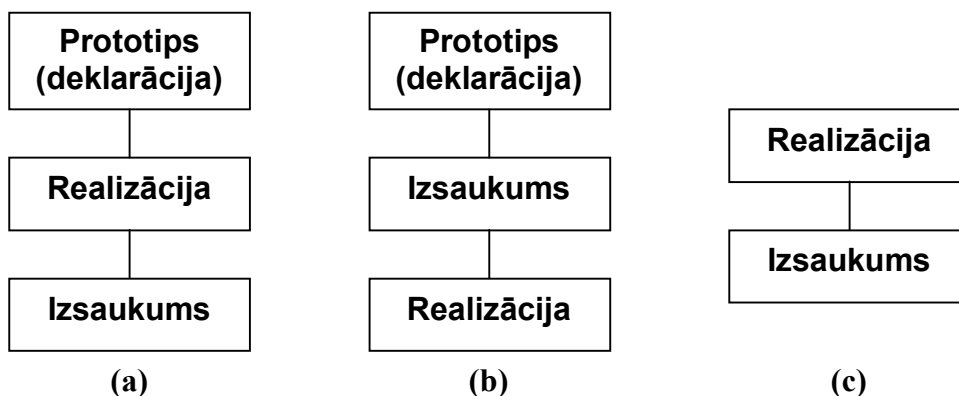 Prototips
(deklarācija)
Realizācija
Izsaukums
(a)
Prototips
(deklarācija)
Izsaukums
Realizācija
(b)
Realizācija
Izsaukums
(c)